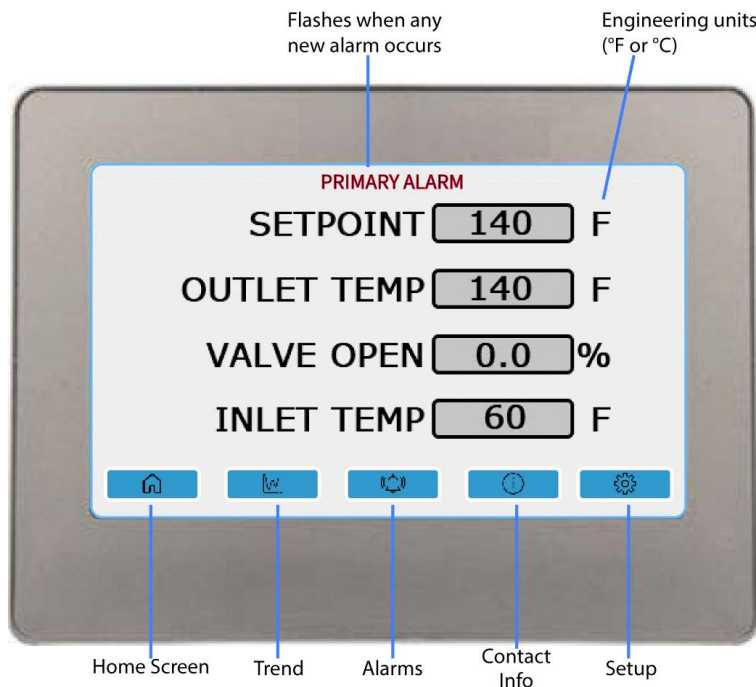 Flashes when any
new alarm occurs
Engineering units
(°F or °C)
PRIMARY ALARM
SETPOINT 140 F
OUTLET TEMP 140 F
VALVE OPEN 0.0 %
INLET TEMP 60 F
Home Screen
Trend
Alarms
Contact
Info
Setup